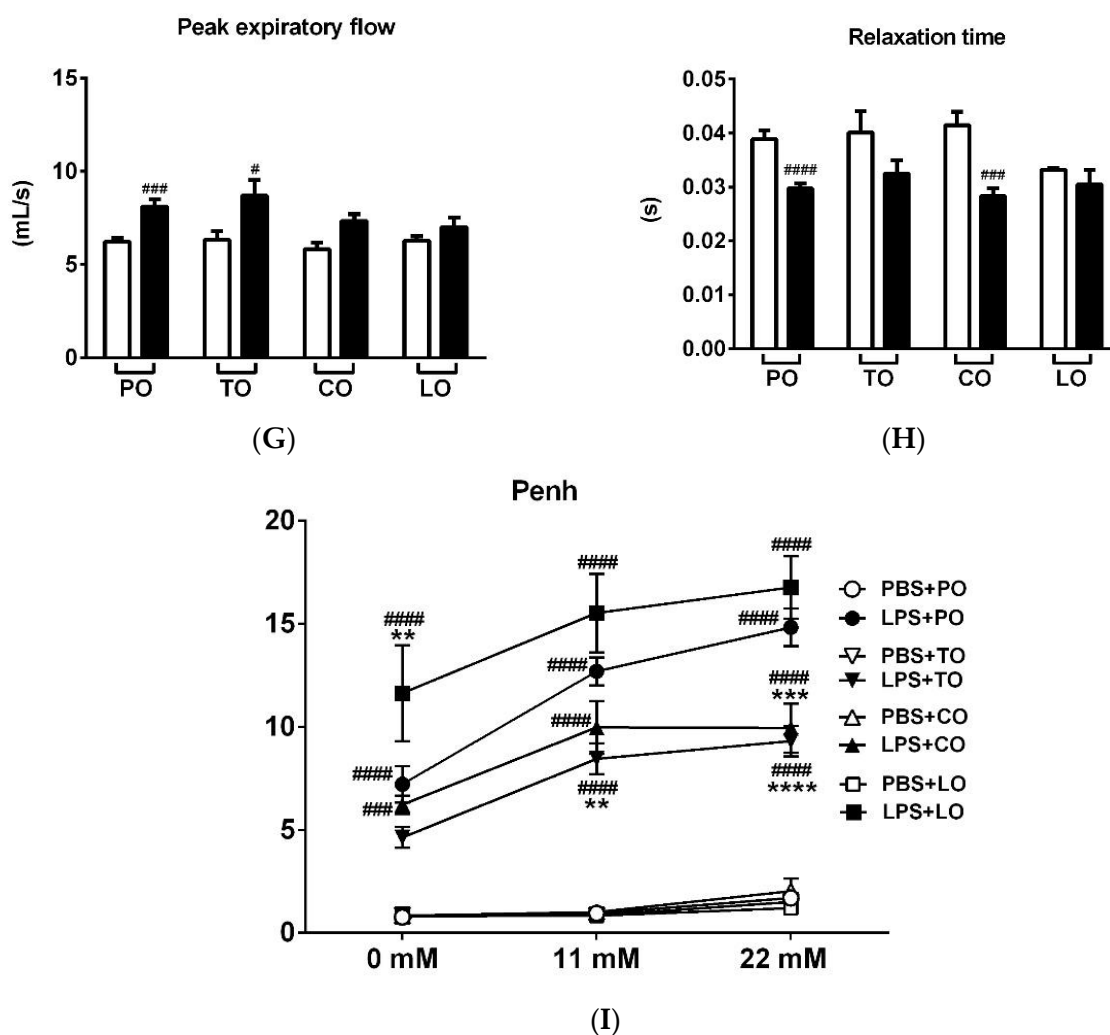 Peak expiratory flow
15
10
5
0
(mL/s)
###
#
PO TO CO LO
(G)
Relaxation time
0.05
0.04
0.03
0.02
0.01
0.00
(s)
####
###
PO TO CO LO
(H)
Penh
20
15
10
5
0
####
**
####
###
####
####
####
####
**
####
####
####
***
####
****
0 mM 11 mM 22 mM
PBS+PO
LPS+PO
PBS+TO
LPS+TO
PBS+CO
LPS+CO
PBS+LO
LPS+LO
(I)